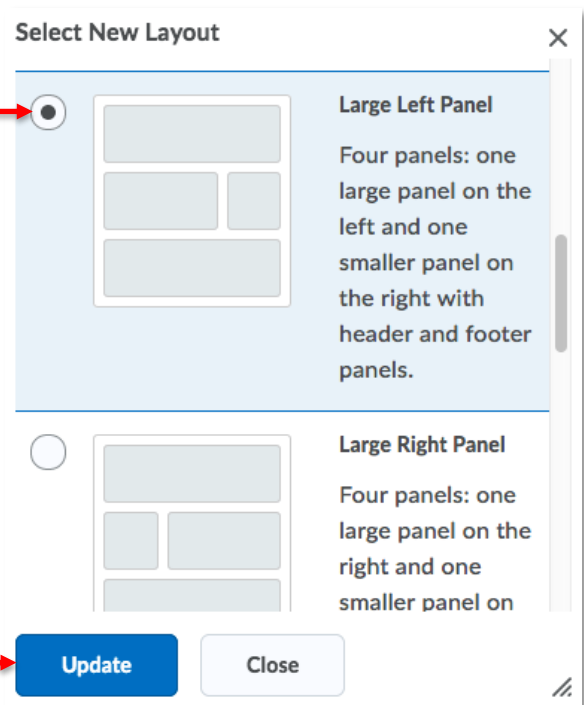 Select New Layout
Large Left Panel
Four panels: one
large panel on the
left and one
smaller panel on
the right with
header and footer
panels.
Large Right Panel
Four panels: one
large panel on the
right and one
smaller panel on
Update
Close